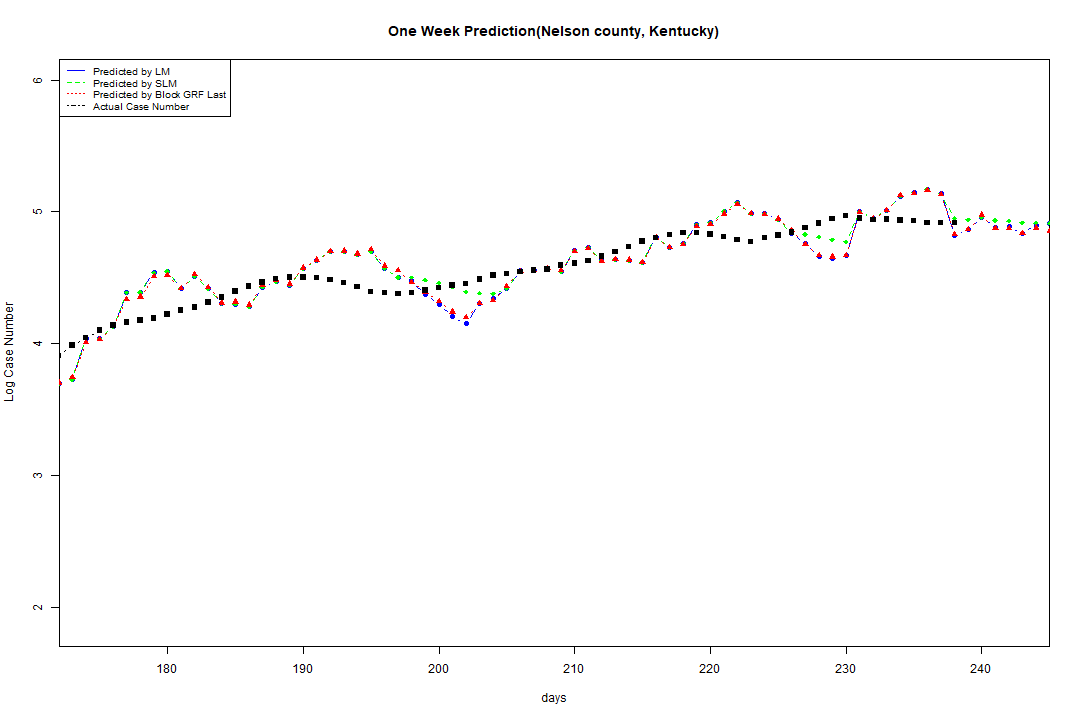 One Week Prediction(Nelson county, Kentucky)
Predicted by LM
Predicted by SLM
Predicted by Block GRF Last
Actual Case Number
6
5
4
3
2
Log Case Number
180 190 200 210 220 230 240
days